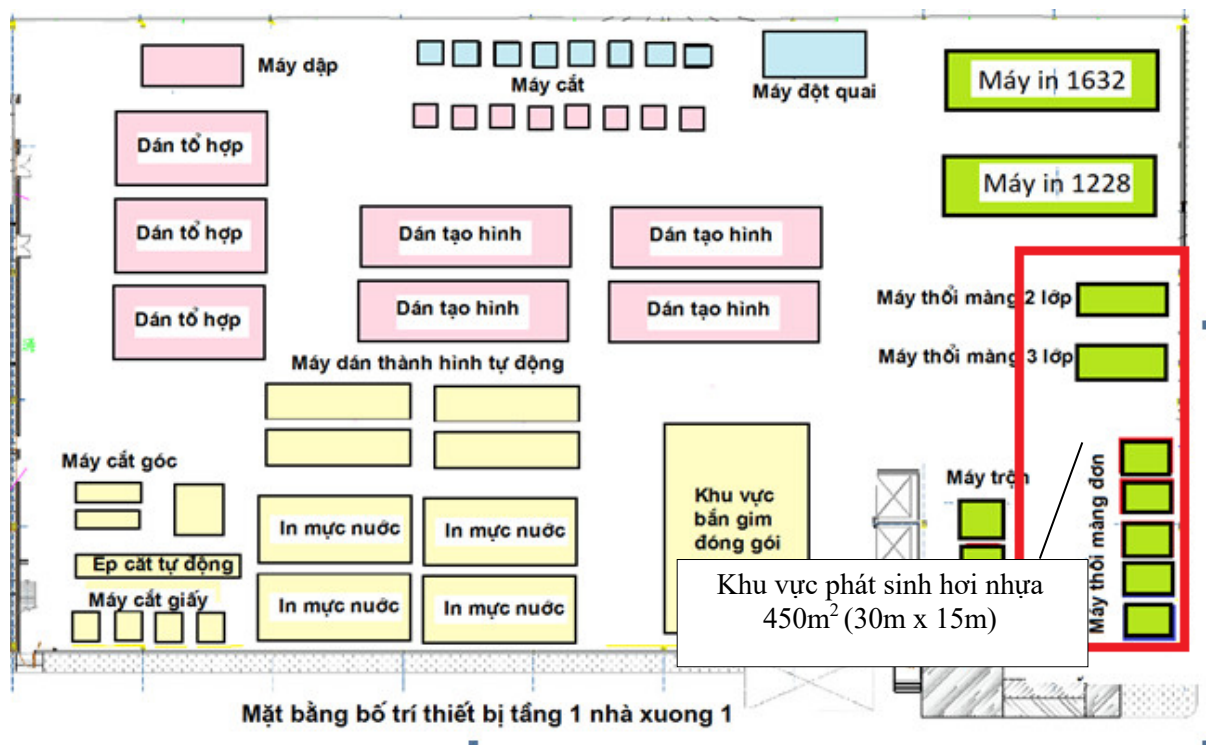 Máy dập
Máy cắt
Máy đột quai
Máy in 1632
Dán tổ hợp
Máy in 1228
Dán tổ hợp
Dán tạo hình
Dán tạo hình
Dán tổ hợp
Dán tạo hình
Dán tạo hình
Máy thổi màng 2 lớp
Máy thổi màng 3 lớp
Máy dán thành hình tự động
Máy cắt góc
Máy trộn
Máy thổi màng đơn
Khu vực
bắn gim
đóng gói
In mực nuớc
In mực nuớc
Ep cắt tự động
Máy cắt giấy
In mực nuớc
In mực nuớc
Khu vực phát sinh hơi nhựa
450m² (30m x 15m)
Mặt bằng bố trí thiết bị tầng 1 nhà xuong 1